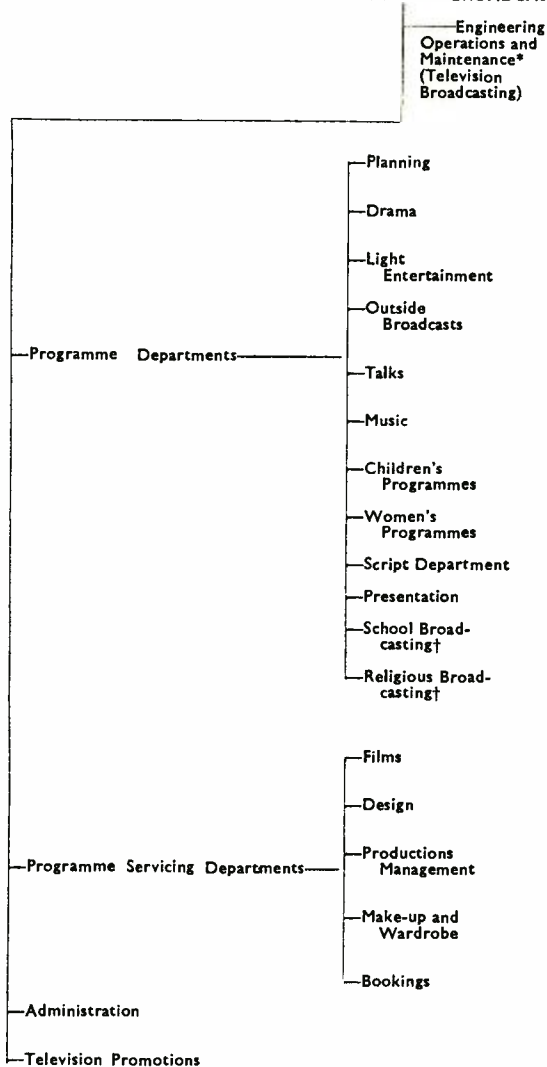 Engineering
Operations and
Maintenance*
(Television
Broadcasting)
Planning
Drama
Light
Entertainment
Outside
Broadcasts
Programme Departments
Talks
Music
Children's
Programmes
Women's
Programmes
Script Department
Presentation
School Broad-
casting†
Religious Broad-
casting†
Films
Design
Productions
Management
Programme Servicing Departments
Make-up and
Wardrobe
Bookings
Administration
Television Promotions